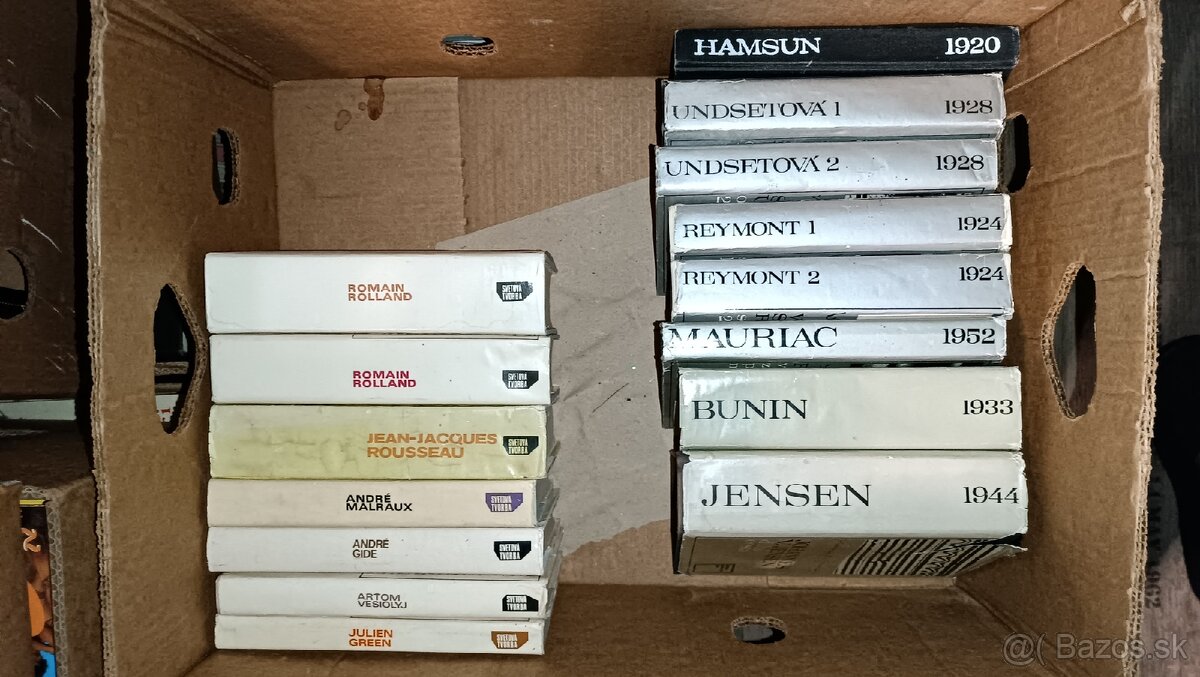 ROMAIN
ROLLAND
SVETOVÁ
TVORBA
ROMAIN
ROLLAND
SVETOVÁ
TVORBA
JEAN-JACQUES
ROUSSEAU
SVETOVÁ
TVORBA
ANDRÉ
MALRAUX
SVETOVÁ
TVORBA
ANDRÉ
GIDE
SVETOVÁ
TVORBA
ARTOM
VESIOLYJ
SVETOVÁ
TVORBA
JULIEN
GREEN
SVETOVÁ
TVORBA
HAMSUN 1920
UNDSETOVÁ 1 1928
UNDSETOVÁ 2 1928
REYMONT 1 1924
REYMONT 2 1924
MAURIAC 1952
BUNIN 1933
JENSEN 1944
@( Bazos.sk